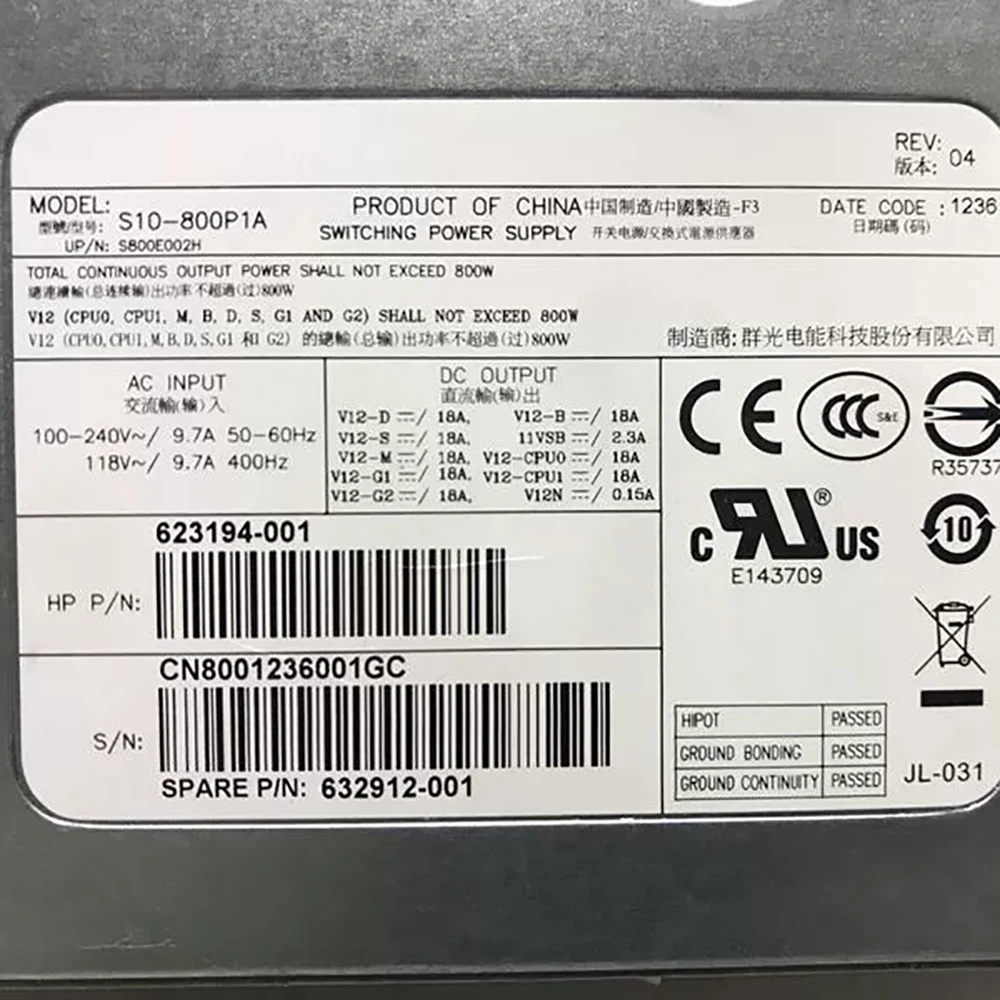 REV:
版本: 04
MODEL:
型號/型号: S10-800P1A
UP/N: S800E002H
PRODUCT OF CHINA 中国制造/中國製造-F3
SWITCHING POWER SUPPLY 开关电源/交換式電源供應器
DATE CODE : 1236
日期碼(码)
TOTAL CONTINUOUS OUTPUT POWER SHALL NOT EXCEED 800W
總連續輸(总连续输)出功率不超過(过)800W
V12 (CPU0, CPU1, M, B, D, S, G1 AND G2) SHALL NOT EXCEED 800W
V12 (CPU0, CPU1, M, B, D, S, G1 和 G2) 的總輸(总输)出功率不超過(过)800W
制造商: 群光电能科技股份有限公司
AC INPUT
交流輸(输)入
100-240V~/ 9.7A 50-60Hz
118V~/ 9.7A 400Hz
DC OUTPUT
直流輸(输)出
V12-D ⎓/ 18A, V12-B ⎓/ 18A
V12-S ⎓/ 18A, 11VSB ⎓/ 2.3A
V12-M ⎓/ 18A, V12-CPU0 ⎓/ 18A
V12-G1 ⎓/ 18A, V12-CPU1 ⎓/ 18A
V12-G2 ⎓/ 18A, V12N ⎓/ 0.15A
CE
CCC S&E
R35737
623194-001
HP P/N:
CN8001236001GC
S/N:
SPARE P/N: 632912-001
c RU ® US
E143709
10
HIPOT PASSED
GROUND BONDING PASSED
GROUND CONTINUITY PASSED
JL-031